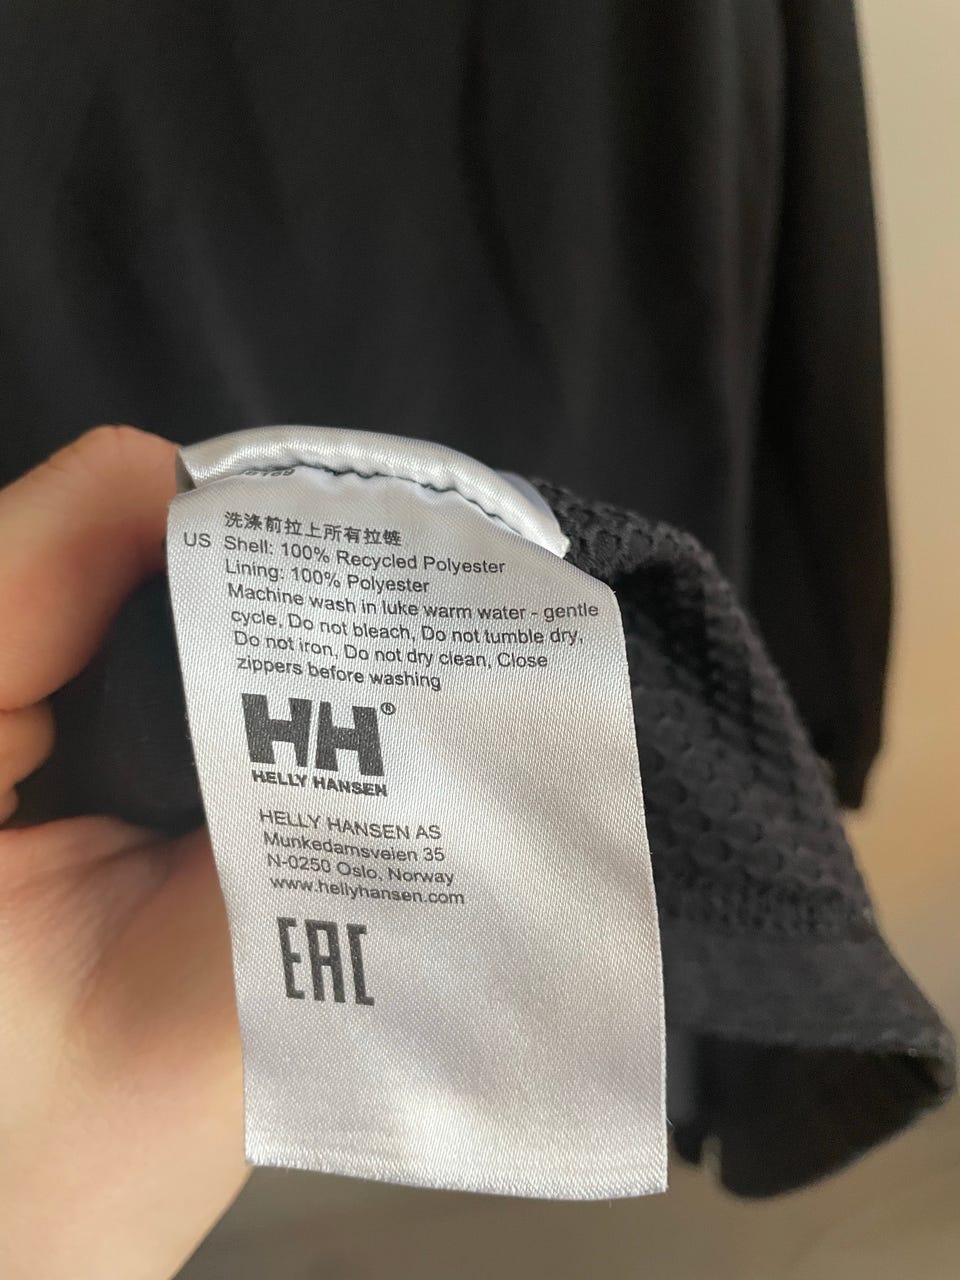 洗涤前拉上所有拉链
US Shell: 100% Recycled Polyester
Lining: 100% Polyester
Machine wash in luke warm water - gentle
cycle, Do not bleach, Do not tumble dry,
Do not iron, Do not dry clean, Close
zippers before washing
HH®
HELLY HANSEN
HELLY HANSEN AS
Munkedamsveien 35
N-0250 Oslo, Norway
www.hellyhansen.com
EAC